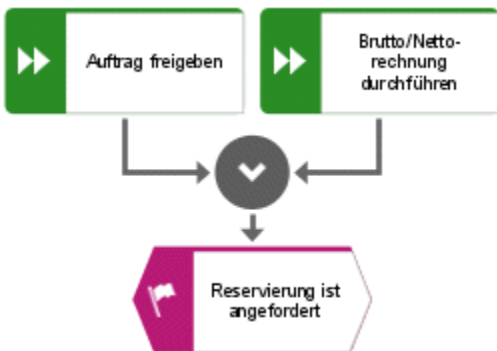 Auftrag freigeben
Brutto/Netto-
rechnung
durchführen
Reservierung ist
angefordert